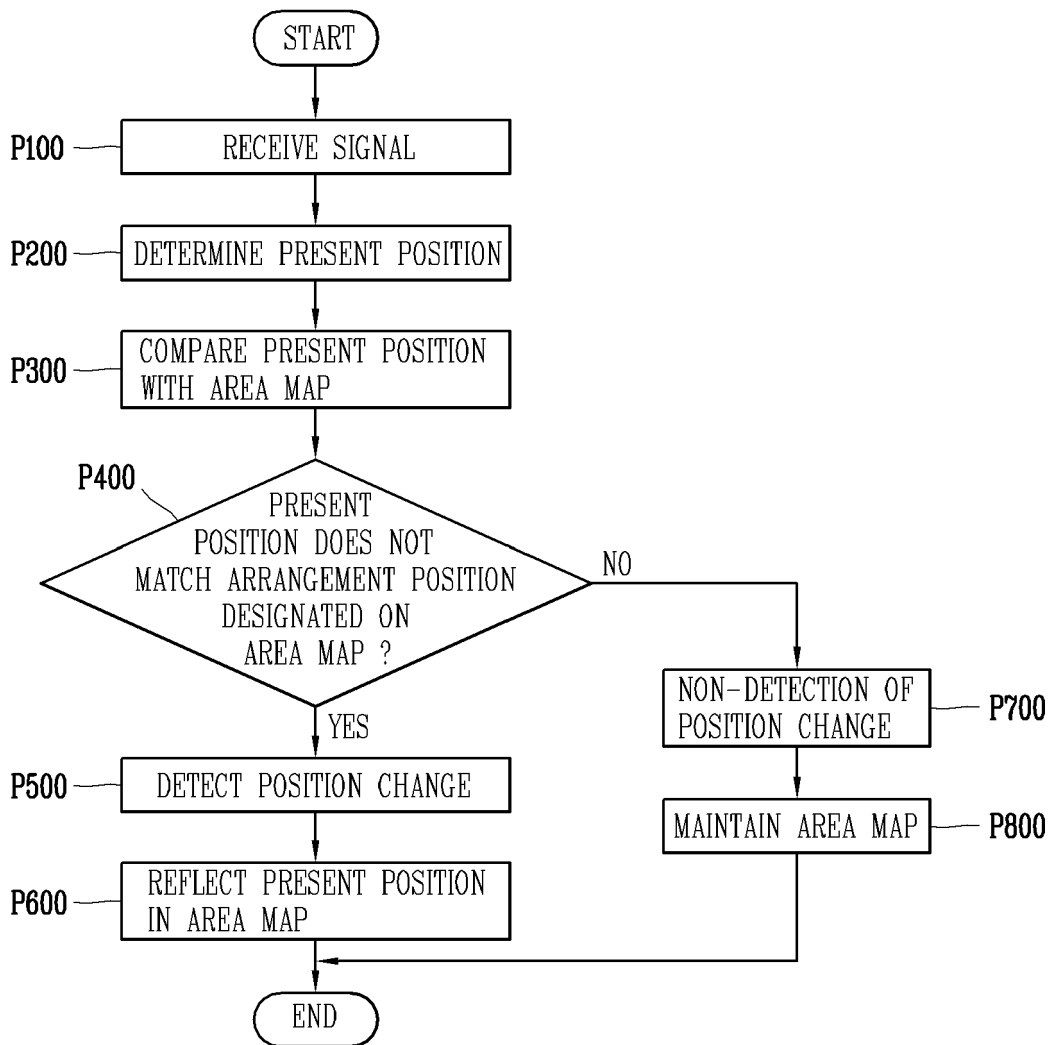 START
P100
RECEIVE SIGNAL
P200
DETERMINE PRESENT POSITION
P300
COMPARE PRESENT POSITION
WITH AREA MAP
P400
PRESENT
POSITION DOES NOT
MATCH ARRANGEMENT POSITION
DESIGNATED ON
AREA MAP ?
NO
YES
P500
DETECT POSITION CHANGE
P600
REFLECT PRESENT POSITION
IN AREA MAP
NON-DETECTION OF
POSITION CHANGE
P700
MAINTAIN AREA MAP
P800
END